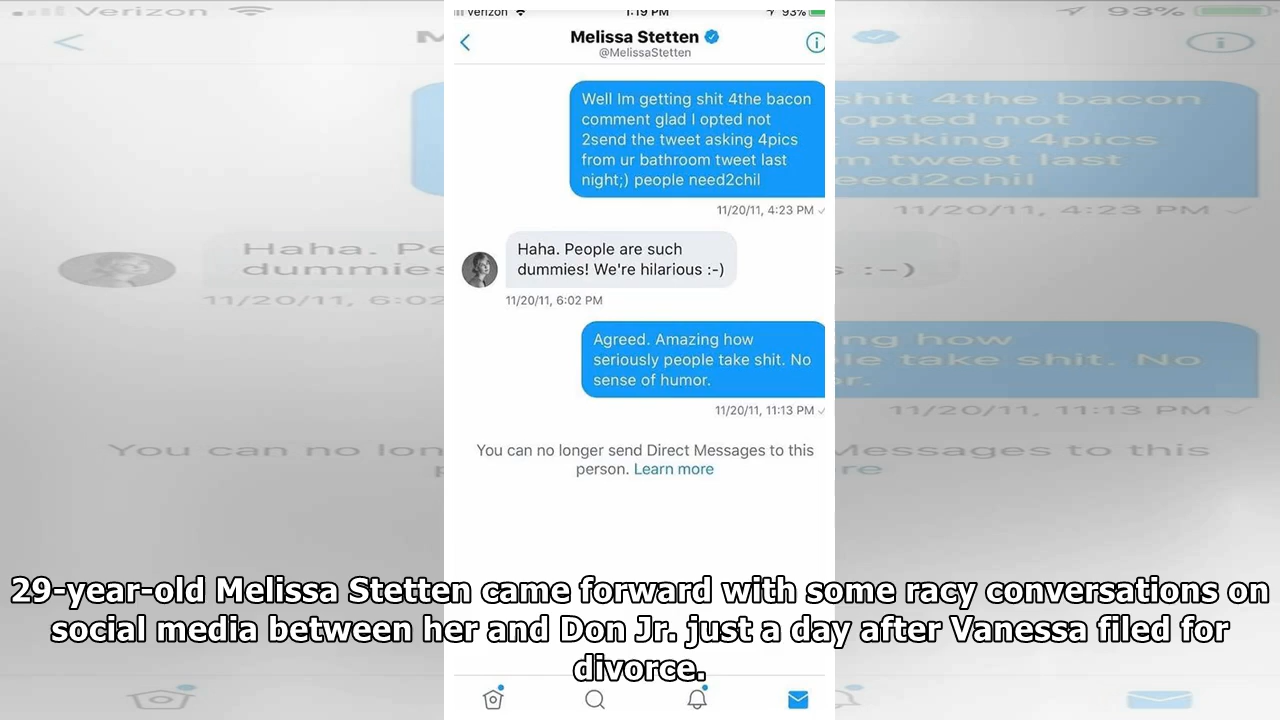 Verizon 1:19 PM 93%
Melissa Stetten
@MelissaStetten
Well Im getting shit 4the bacon
comment glad I opted not
2send the tweet asking 4pics
from ur bathroom tweet last
night;) people need2chil
11/20/11, 4:23 PM ✓
Haha. People are such
dummies! We're hilarious :-)
11/20/11, 6:02 PM
Agreed. Amazing how
seriously people take shit. No
sense of humor.
11/20/11, 11:13 PM ✓
You can no longer send Direct Messages to this
person. Learn more
29-year-old Melissa Stetten came forward with some racy conversations on
social media between her and Don Jr. just a day after Vanessa filed for
divorce.